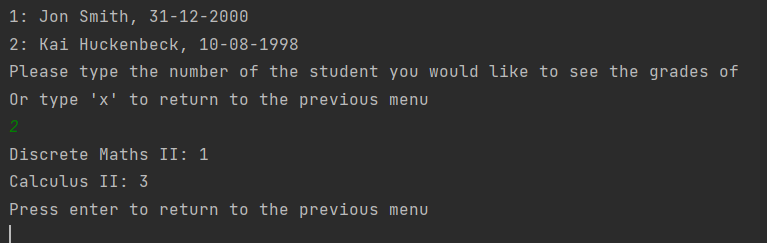 1: Jon Smith, 31-12-2000
2: Kai Huckenbeck, 10-08-1998
Please type the number of the student you would like to see the grades of
Or type 'x' to return to the previous menu
2
Discrete Maths II: 1
Calculus II: 3
Press enter to return to the previous menu